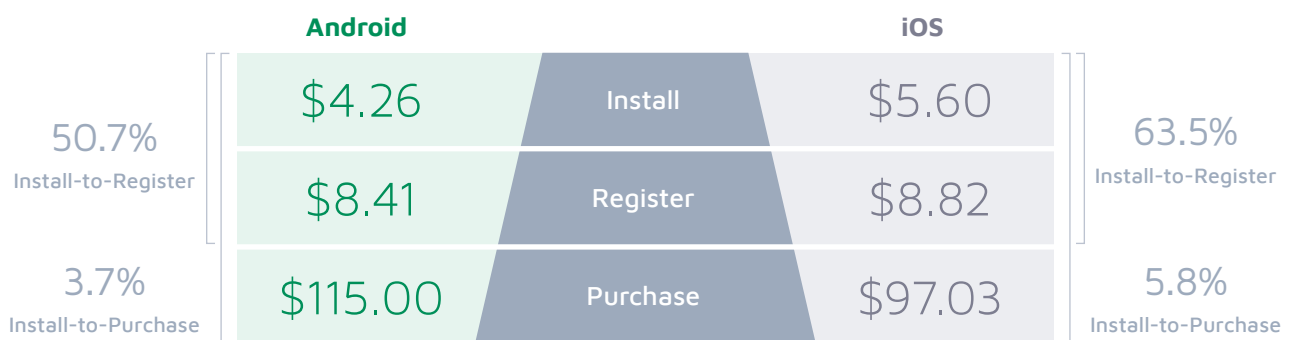 Android
iOS
$4.26
Install
$5.60
50.7%
Install-to-Register
63.5%
Install-to-Register
$8.41
Register
$8.82
3.7%
Install-to-Purchase
$115.00
Purchase
$97.03
5.8%
Install-to-Purchase